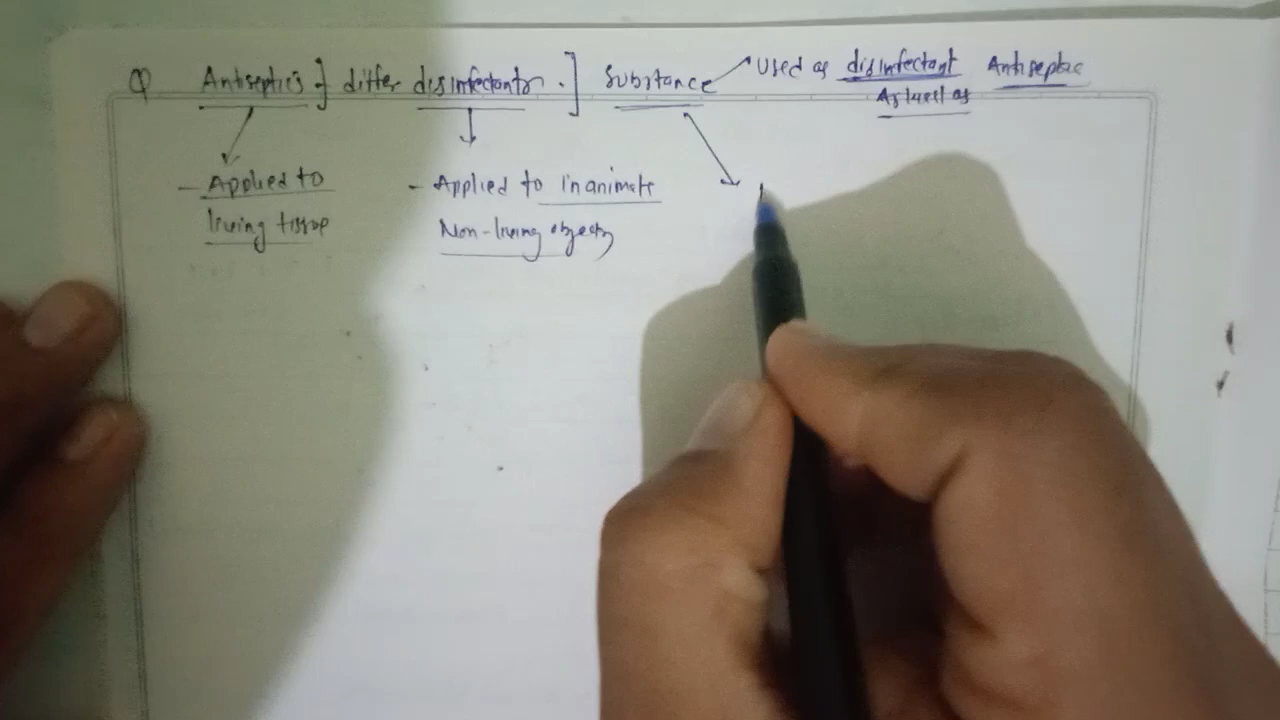 Q Antiseptics } differ disinfectants . ] Substance Used as disinfectant Antiseptic
As well as
- Applied to
living tissue
- Applied to inanimate
Non-living objects